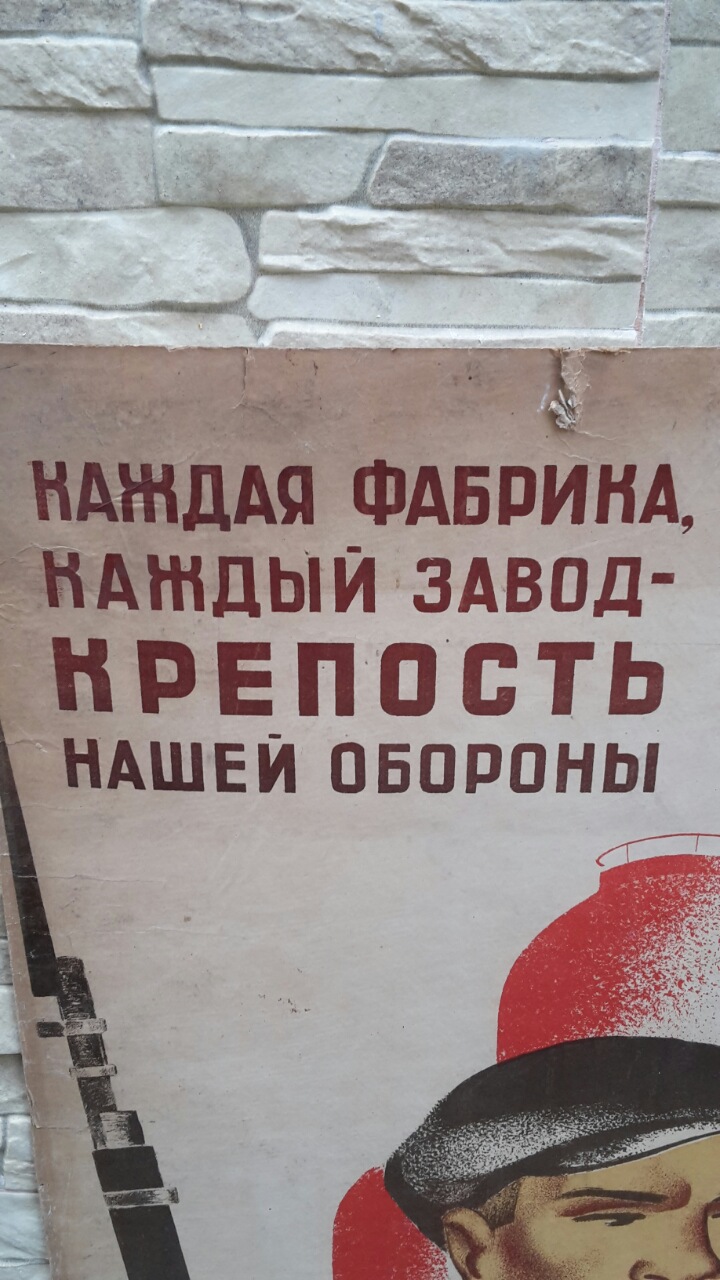 КАЖДАЯ ФАБРИКА,
КАЖДЫЙ ЗАВОД-
КРЕПОСТЬ
НАШЕЙ ОБОРОНЫ